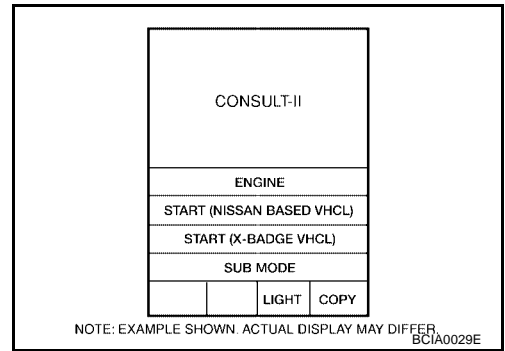 CONSULT-II
ENGINE
START (NISSAN BASED VHCL)
START (X-BADGE VHCL)
SUB MODE
LIGHT COPY
NOTE: EXAMPLE SHOWN. ACTUAL DISPLAY MAY DIFFER.
BCIA0029E